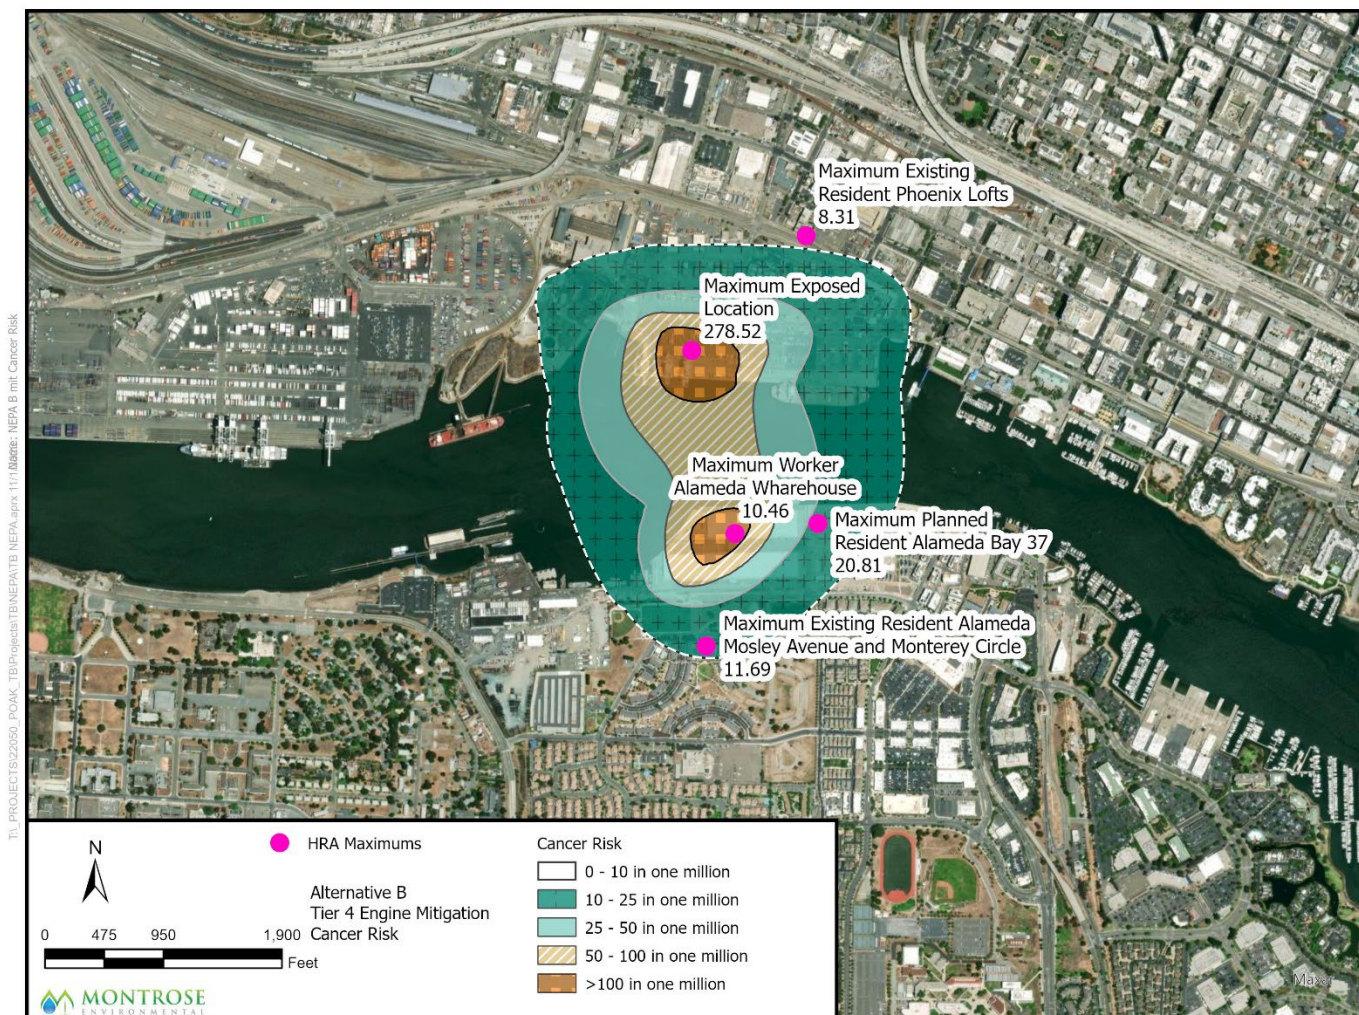 Maximum Existing
Resident Phoenix Lofts
8.31
Maximum Exposed
Location
278.52
Maximum Worker
Alameda Wharehouse
10.46
Maximum Planned
Resident Alameda Bay 37
20.81
Maximum Existing Resident Alameda
Mosley Avenue and Monterey Circle
11.69
N
HRA Maximums
Alternative B
Tier 4 Engine Mitigation
Cancer Risk
0 475 950 1,900
Feet
MONTROSE
ENVIRONMENTAL
Cancer Risk
0 - 10 in one million
10 - 25 in one million
25 - 50 in one million
50 - 100 in one million
>100 in one million
Maxar